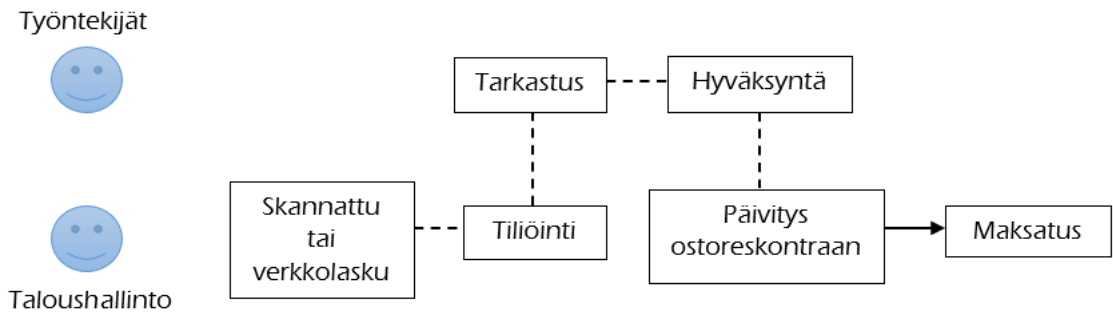 Työntekijät
Tarkastus
Hyväksyntä
Skannattu
tai
verkkolasku
Tiliöinti
Päivitys
ostoreskontraan
Maksatus
Taloushallinto